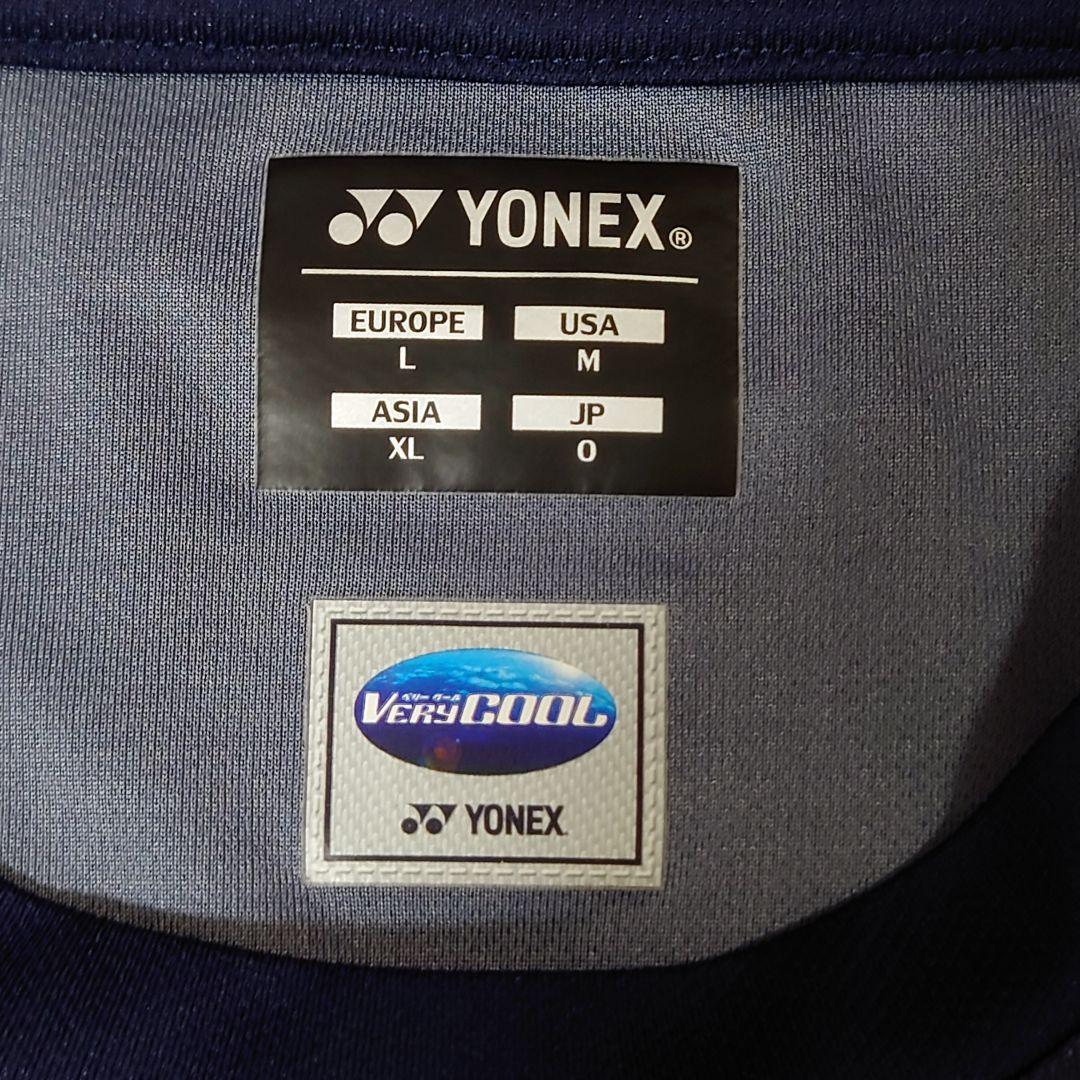 YONEX®
EUROPE USA
L M
ASIA JP
XL O
ベリー クール
VERYCOOL
YONEX